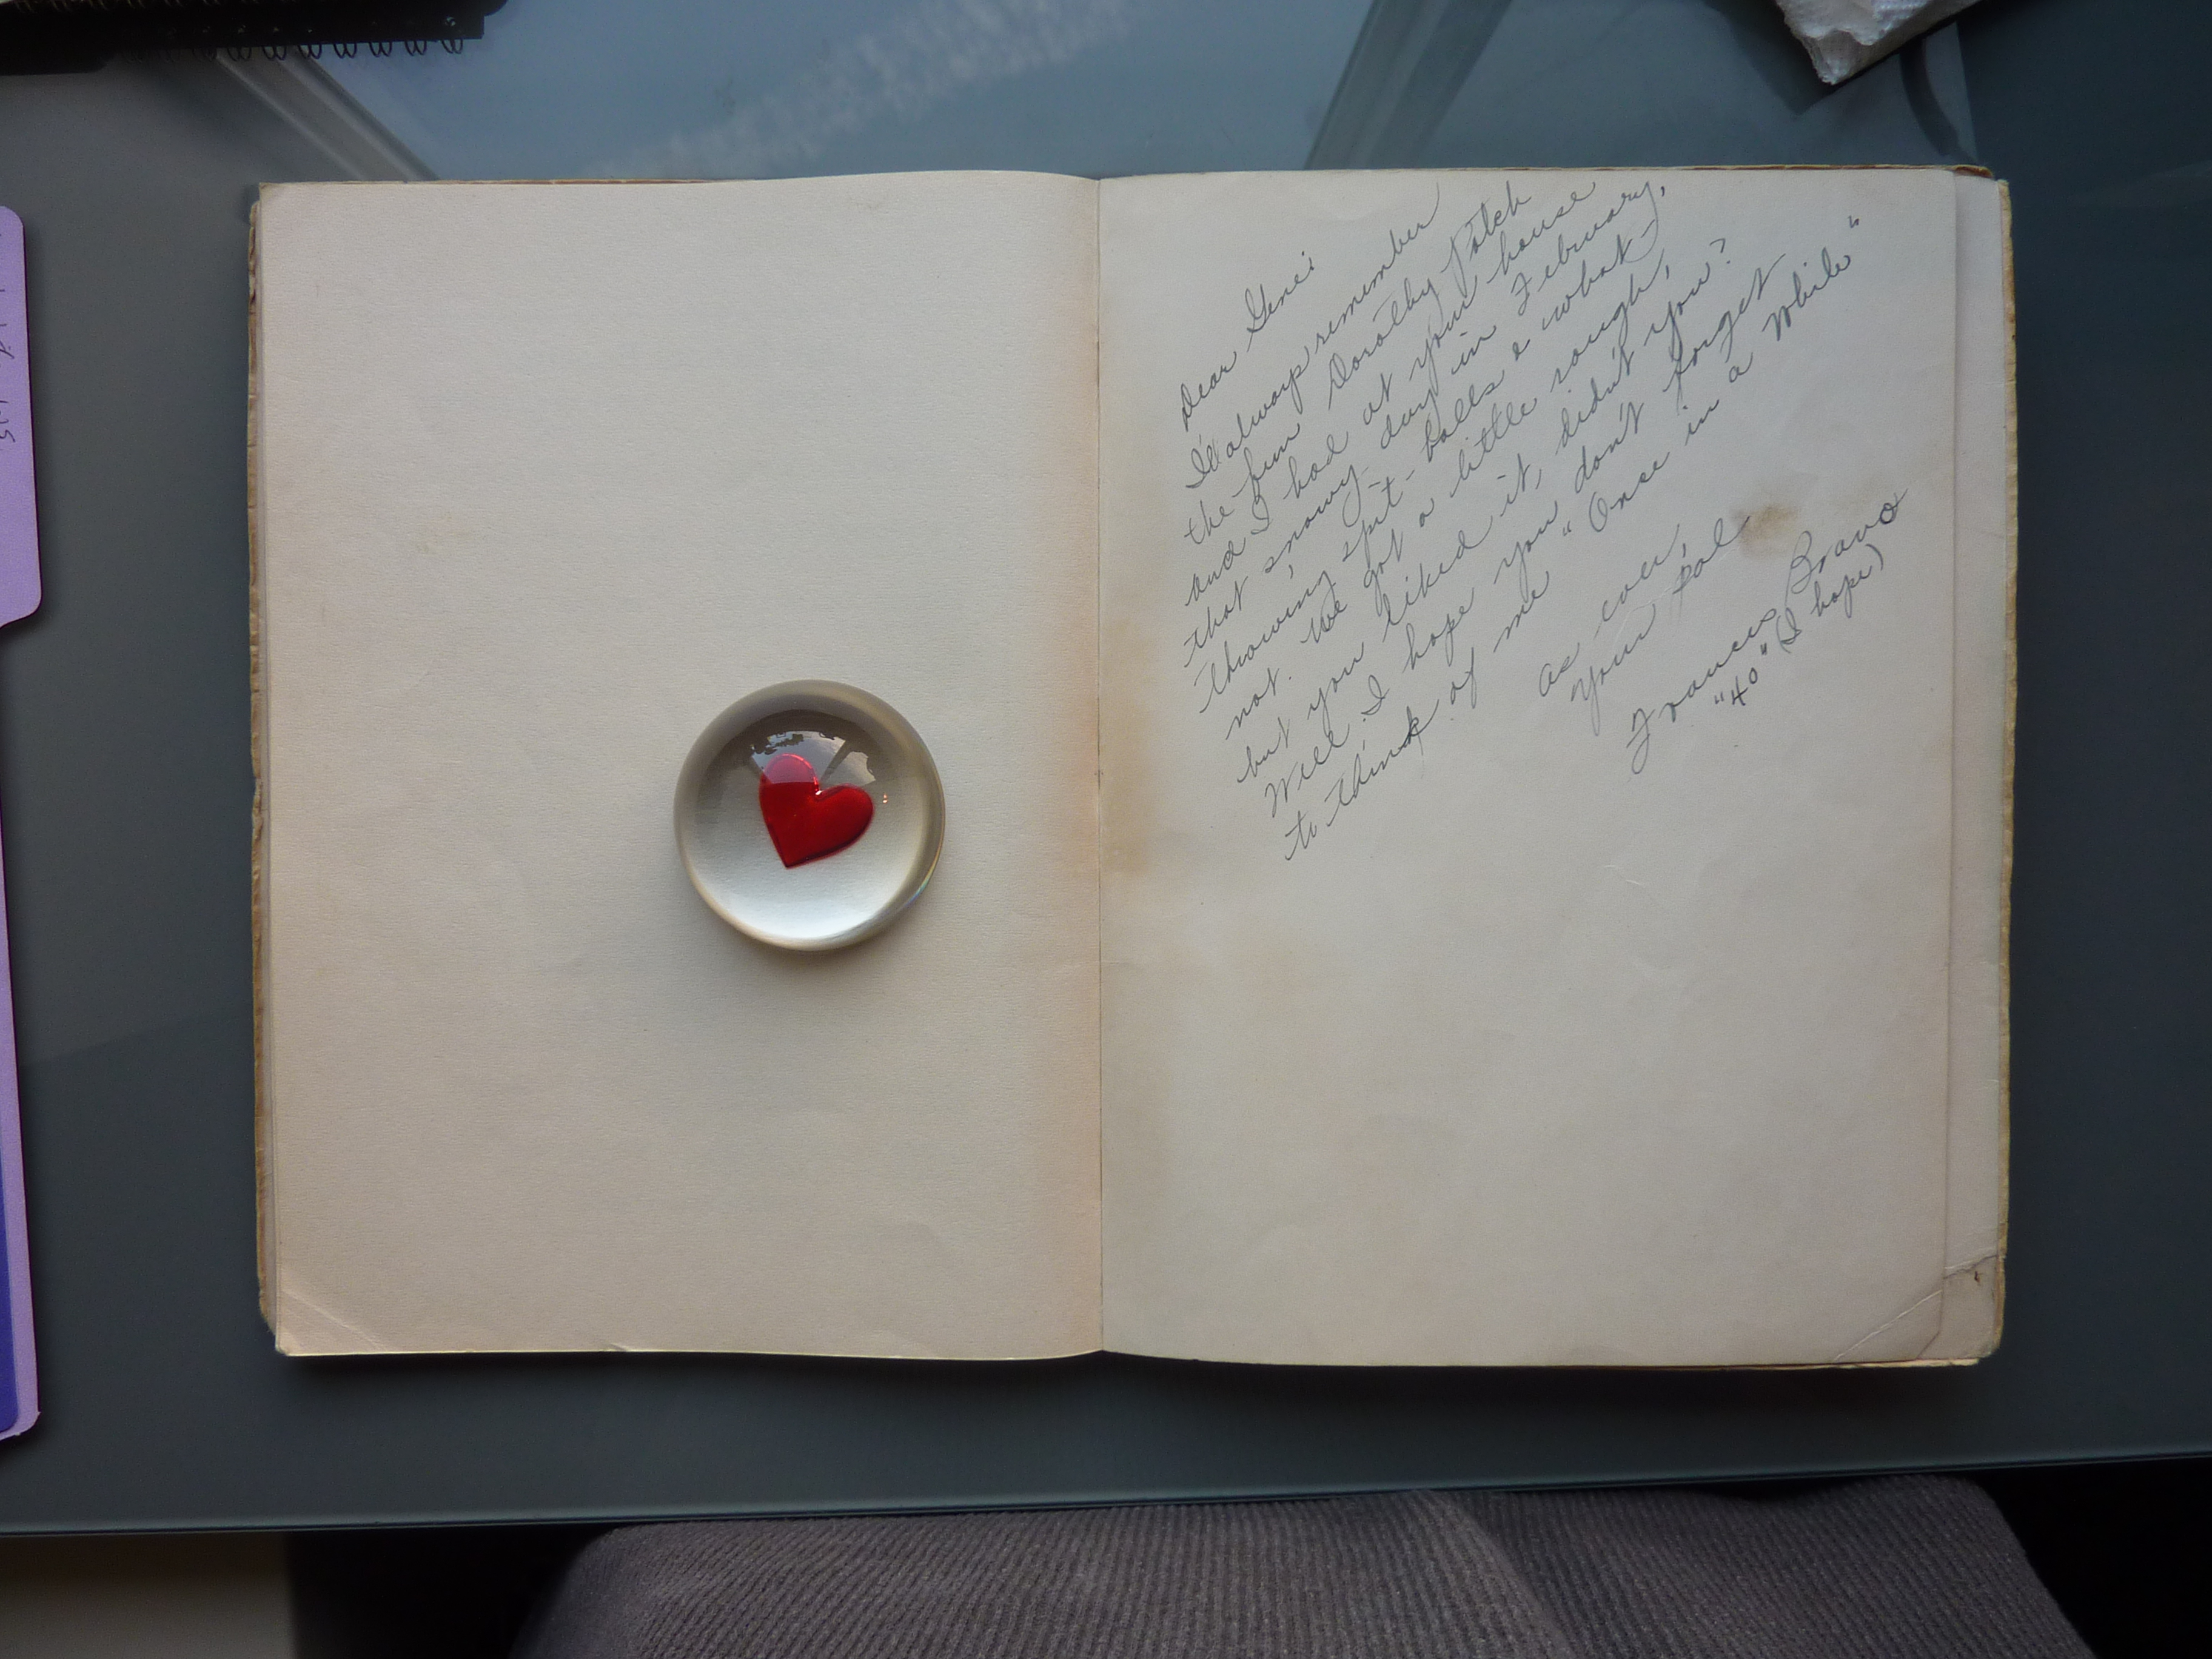 Dear Gene;
I'll always remember
the fun Dorothy Patch
and I had at your house
that snowy day in February,
throwing spit-balls & what-
not. We got a little rough,
but you liked it, didn't you?
Well I hope you don't forget
to think of me "Once in a While"
As ever,
Your Pal
Frances Bravo
"40" (I hope)